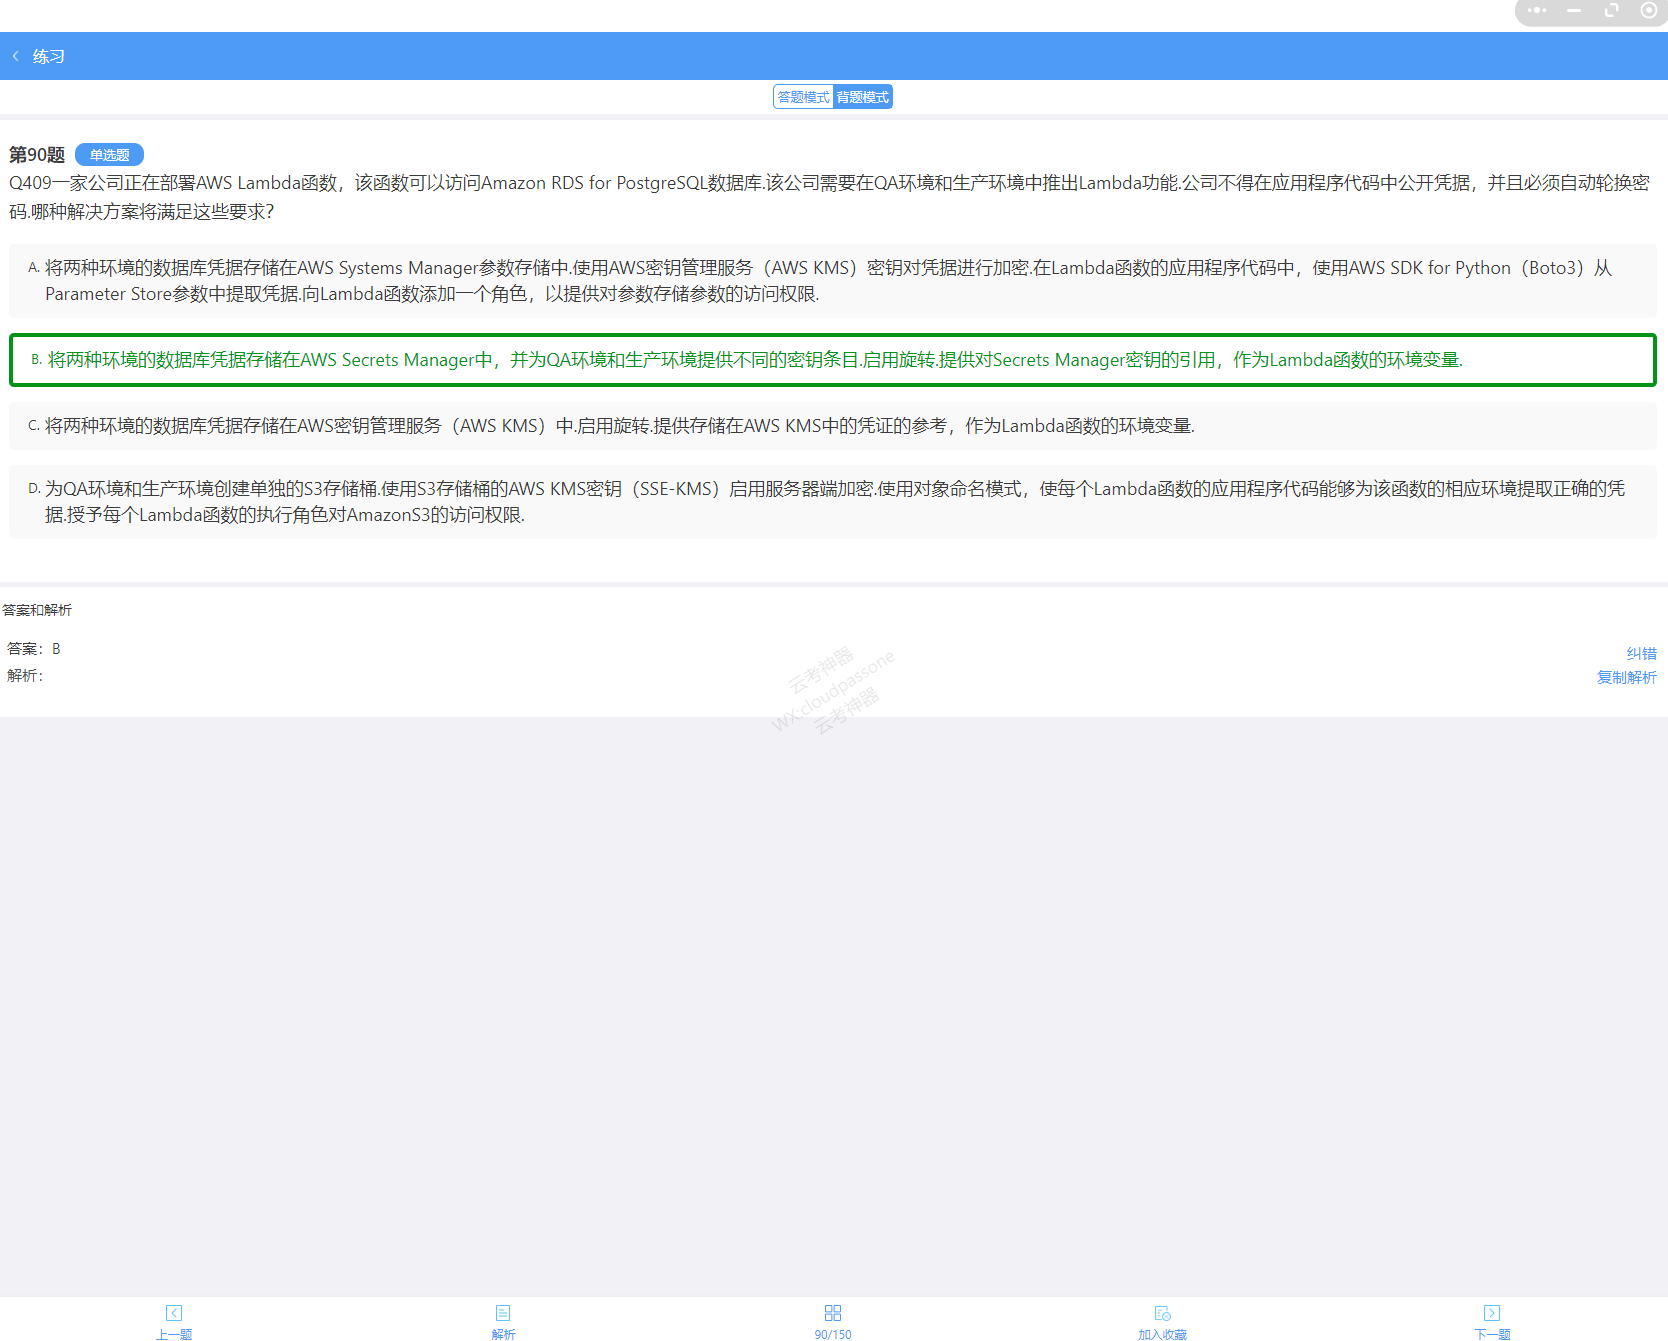 练习
答题模式 背题模式
第90题 单选题
Q409一家公司正在部署AWS Lambda函数，该函数可以访问Amazon RDS for PostgreSQL数据库.该公司需要在QA环境和生产环境中推出Lambda功能.公司不得在应用程序代码中公开凭据，并且必须自动轮换密
码.哪种解决方案将满足这些要求？
A. 将两种环境的数据库凭据存储在AWS Systems Manager参数存储中.使用AWS密钥管理服务（AWS KMS）密钥对凭据进行加密.在Lambda函数的应用程序代码中，使用AWS SDK for Python（Boto3）从
Parameter Store参数中提取凭据.向Lambda函数添加一个角色，以提供对参数存储参数的访问权限.
B. 将两种环境的数据库凭据存储在AWS Secrets Manager中，并为QA环境和生产环境提供不同的密钥条目.启用旋转.提供对Secrets Manager密钥的引用，作为Lambda函数的环境变量.
C. 将两种环境的数据库凭据存储在AWS密钥管理服务（AWS KMS）中.启用旋转.提供存储在AWS KMS中的凭证的参考，作为Lambda函数的环境变量.
D. 为QA环境和生产环境创建单独的S3存储桶.使用S3存储桶的AWS KMS密钥（SSE-KMS）启用服务器端加密.使用对象命名模式，使每个Lambda函数的应用程序代码能够为该函数的相应环境提取正确的凭
据.授予每个Lambda函数的执行角色对AmazonS3的访问权限.
答案和解析
答案：B
解析：
纠错
复制解析
云考神器
WX:cloudpassone
云考神器
上一题 解析 90/150 加入收藏 下一题